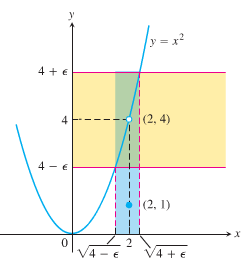 y
y = x²
4 + ϵ
4
(2, 4)
4 − ϵ
(2, 1)
0
2
x
√4 − ϵ
√4 + ϵ